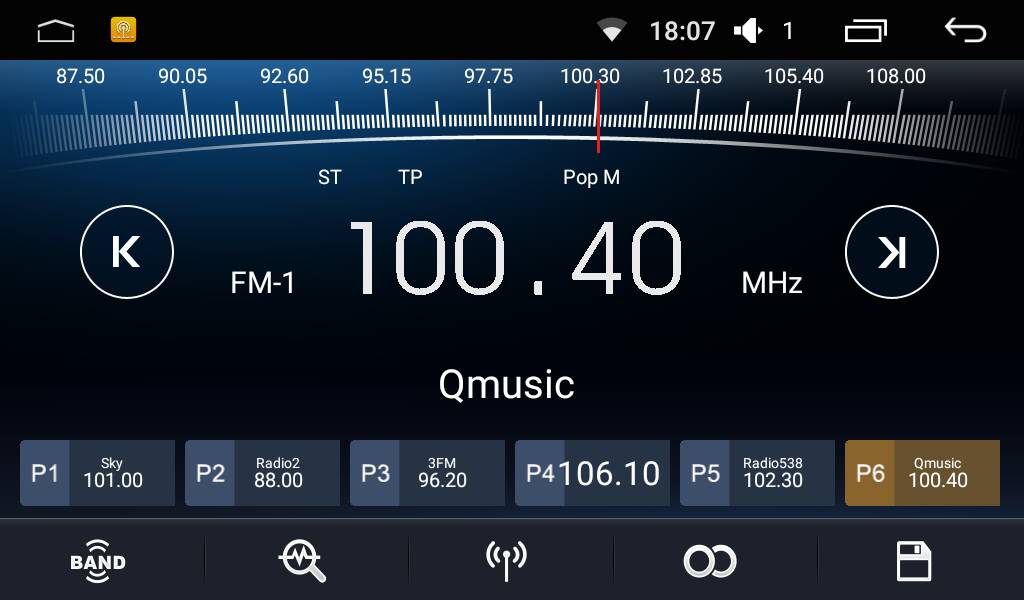 18:07 1
87.50 90.05 92.60 95.15 97.75 100.30 102.85 105.40 108.00
ST TP Pop M
K FM-1 100.40 MHz K
Qmusic
P1 Sky 101.00
P2 Radio2 88.00
P3 3FM 96.20
P4 106.10
P5 Radio538 102.30
P6 Qmusic 100.40
BAND